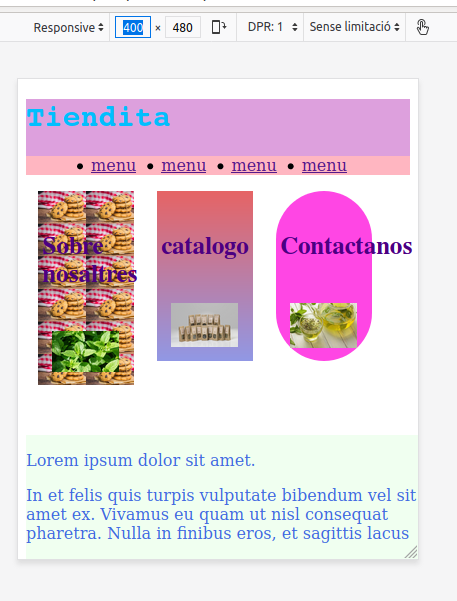 Responsive 400 × 480 DPR: 1 Sense limitació
Tiendita
menu menu menu menu
Sobre nosaltres
catalogo
Contactanos
Lorem ipsum dolor sit amet.
In et felis quis turpis vulputate bibendum vel sit
amet ex. Vivamus eu quam ut nisl consequat
pharetra. Nulla in finibus eros, et sagittis lacus